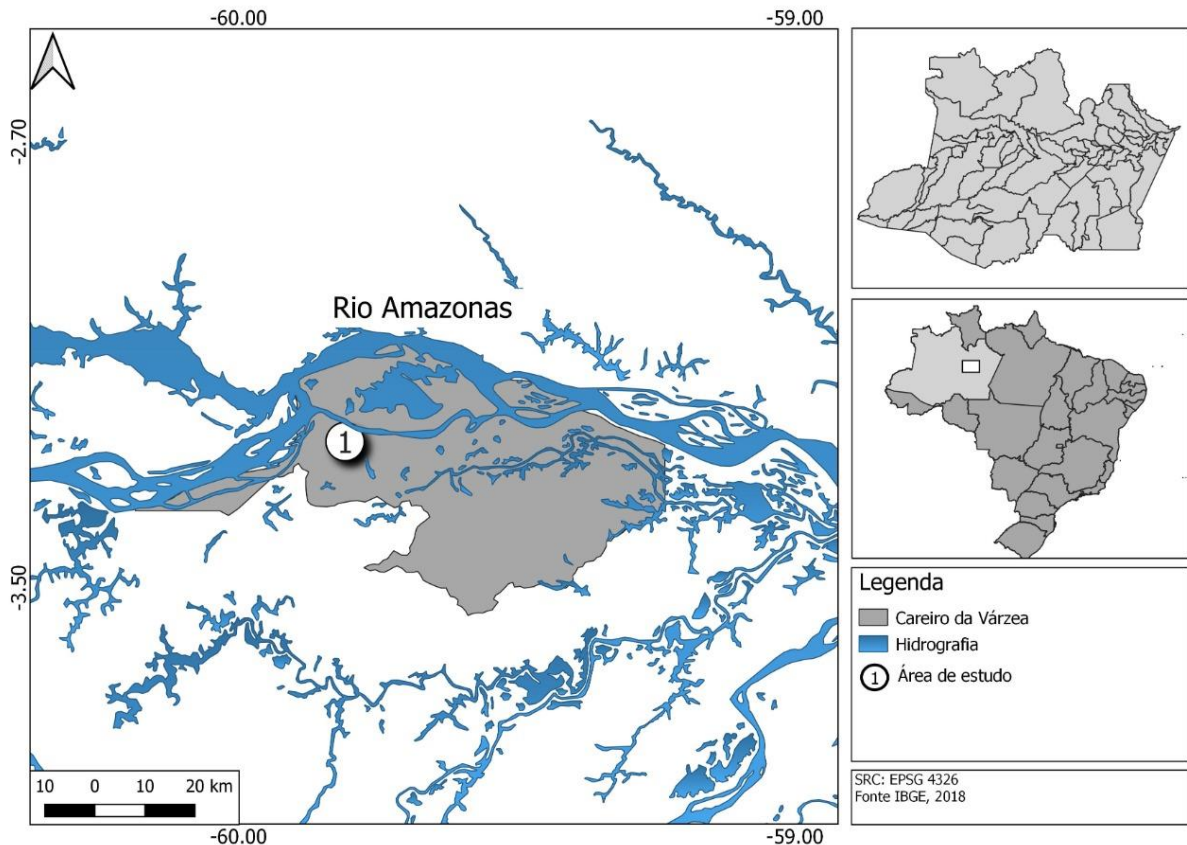 -60.00
-59.00
-2.70
Rio Amazonas
1
-3.50
10 0 10 20 km
-60.00
-59.00
Legenda
Careiro da Várzea
Hidrografia
1 Área de estudo
SRC: EPSG 4326
Fonte IBGE, 2018